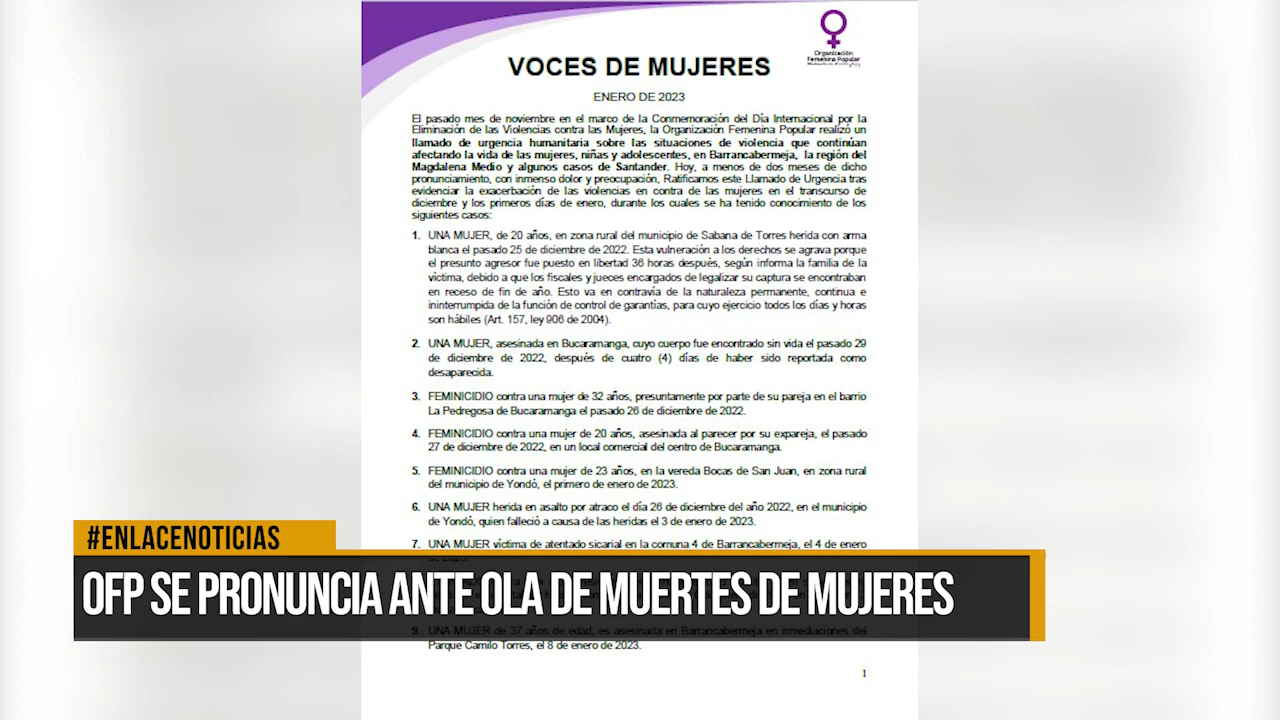 Organización
Femenina Popular
VOCES DE MUJERES
ENERO DE 2023
El pasado mes de noviembre en el marco de la Conmemoración del Día Internacional por la
Eliminación de las Violencias contra las Mujeres, la Organización Femenina Popular realizó un
llamado de urgencia humanitaria sobre las situaciones de violencia que continúan
afectando la vida de las mujeres, niñas y adolescentes, en Barrancabermeja, la región del
Magdalena Medio y algunos casos de Santander. Hoy, a menos de dos meses de dicho
pronunciamiento, con inmenso dolor y preocupación, Ratificamos este Llamado de Urgencia tras
evidenciar la exacerbación de las violencias en contra de las mujeres en el transcurso de
diciembre y los primeros días de enero, durante los cuales se ha tenido conocimiento de los
siguientes casos:
1. UNA MUJER, de 20 años, en zona rural del municipio de Sabana de Torres herida con arma
blanca el pasado 25 de diciembre de 2022. Esta vulneración a los derechos se agrava porque
el presunto agresor fue puesto en libertad 36 horas después, según informa la familia de la
víctima, debido a que los fiscales y jueces encargados de legalizar su captura se encontraban
en receso de fin de año. Esto va en contravía de la naturaleza permanente, continua e
ininterrumpida de la función de control de garantías, para cuyo ejercicio todos los días y horas
son hábiles (Art. 157, ley 906 de 2004).
2. UNA MUJER, asesinada en Bucaramanga, cuyo cuerpo fue encontrado sin vida el pasado 29
de diciembre de 2022, después de cuatro (4) días de haber sido reportada como
desaparecida.
3. FEMINICIDIO contra una mujer de 32 años, presuntamente por parte de su pareja en el barrio
La Pedregosa de Bucaramanga el pasado 26 de diciembre de 2022.
4. FEMINICIDIO contra una mujer de 20 años, asesinada al parecer por su expareja, el pasado
27 de diciembre de 2022, en un local comercial del centro de Bucaramanga.
5. FEMINICIDIO contra una mujer de 23 años, en la vereda Bocas de San Juan, en zona rural
del municipio de Yondó, el primero de enero de 2023.
6. UNA MUJER herida en asalto por atraco el día 26 de diciembre del año 2022, en el municipio
de Yondó, quien falleció a causa de las heridas el 3 de enero de 2023.
7. UNA MUJER víctima de atentado sicarial en la comuna 4 de Barrancabermeja, el 4 de enero
#ENLACENOTICIAS
OFP SE PRONUNCIA ANTE OLA DE MUERTES DE MUJERES
9. UNA MUJER de 37 años de edad, es asesinada en Barrancabermeja en inmediaciones del
Parque Camilo Torres, el 8 de enero de 2023.
1